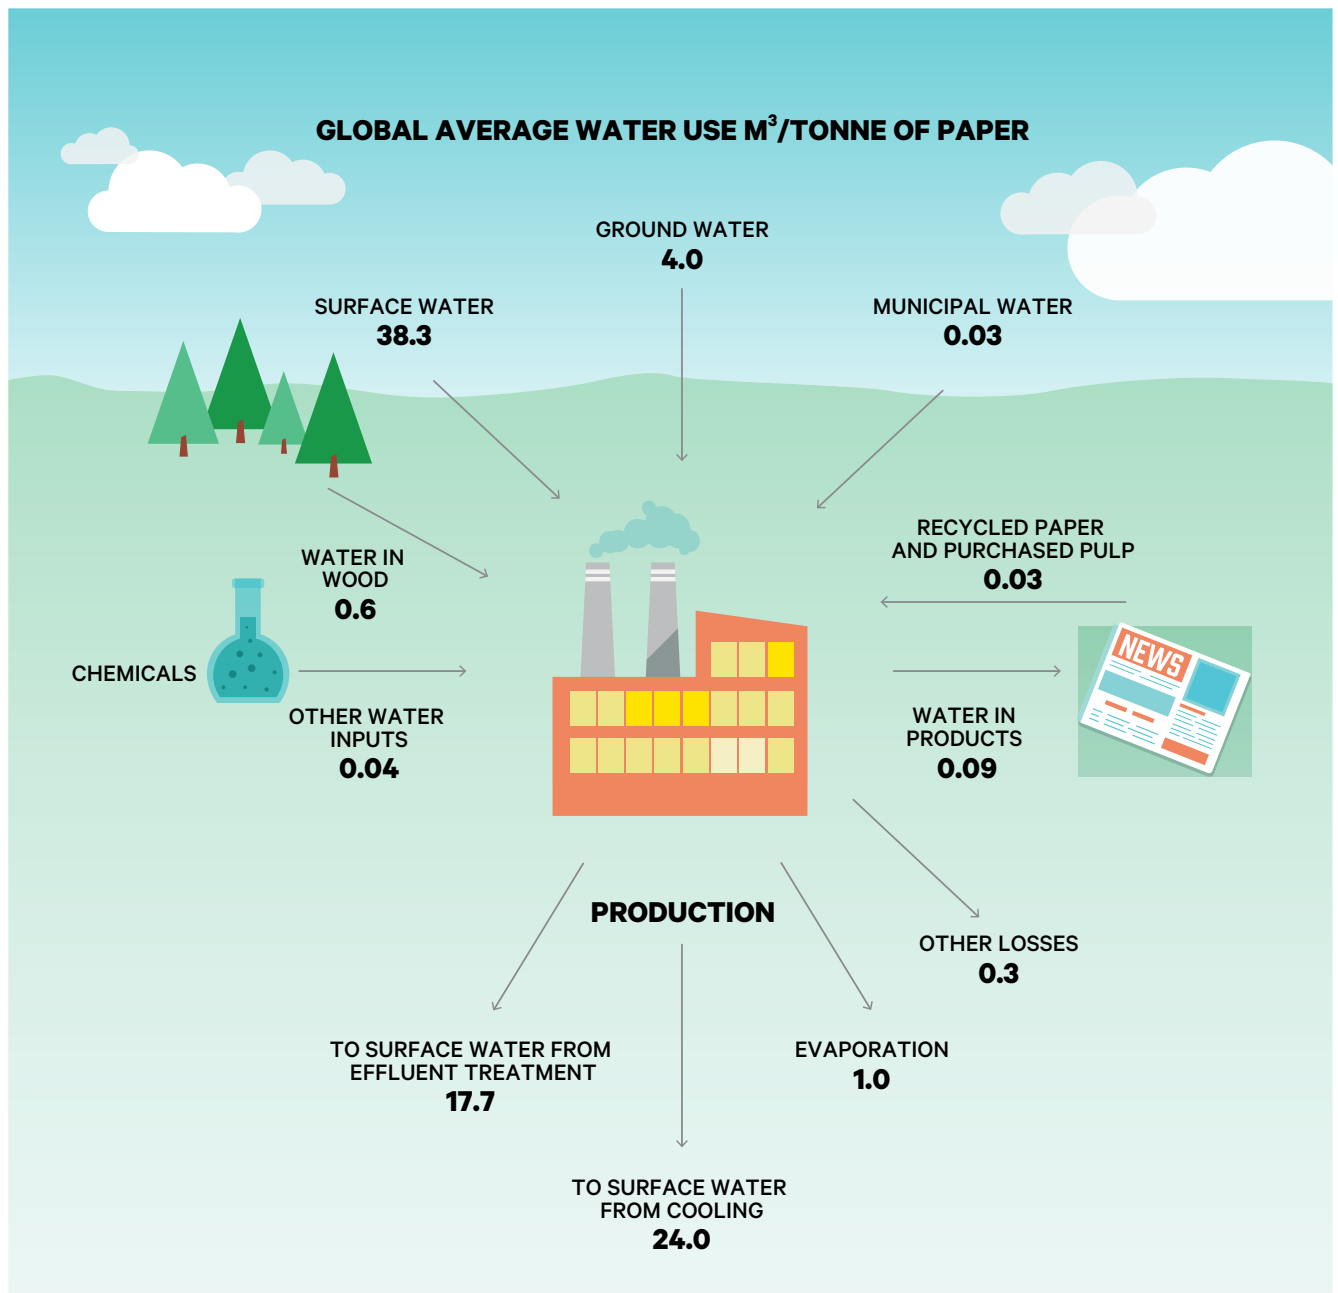 GLOBAL AVERAGE WATER USE M³/TONNE OF PAPER
GROUND WATER
4.0
SURFACE WATER
38.3
MUNICIPAL WATER
0.03
WATER IN
WOOD
0.6
RECYCLED PAPER
AND PURCHASED PULP
0.03
NEWS
CHEMICALS
OTHER WATER
INPUTS
0.04
WATER IN
PRODUCTS
0.09
PRODUCTION
OTHER LOSSES
0.3
TO SURFACE WATER FROM
EFFLUENT TREATMENT
17.7
EVAPORATION
1.0
TO SURFACE WATER
FROM COOLING
24.0